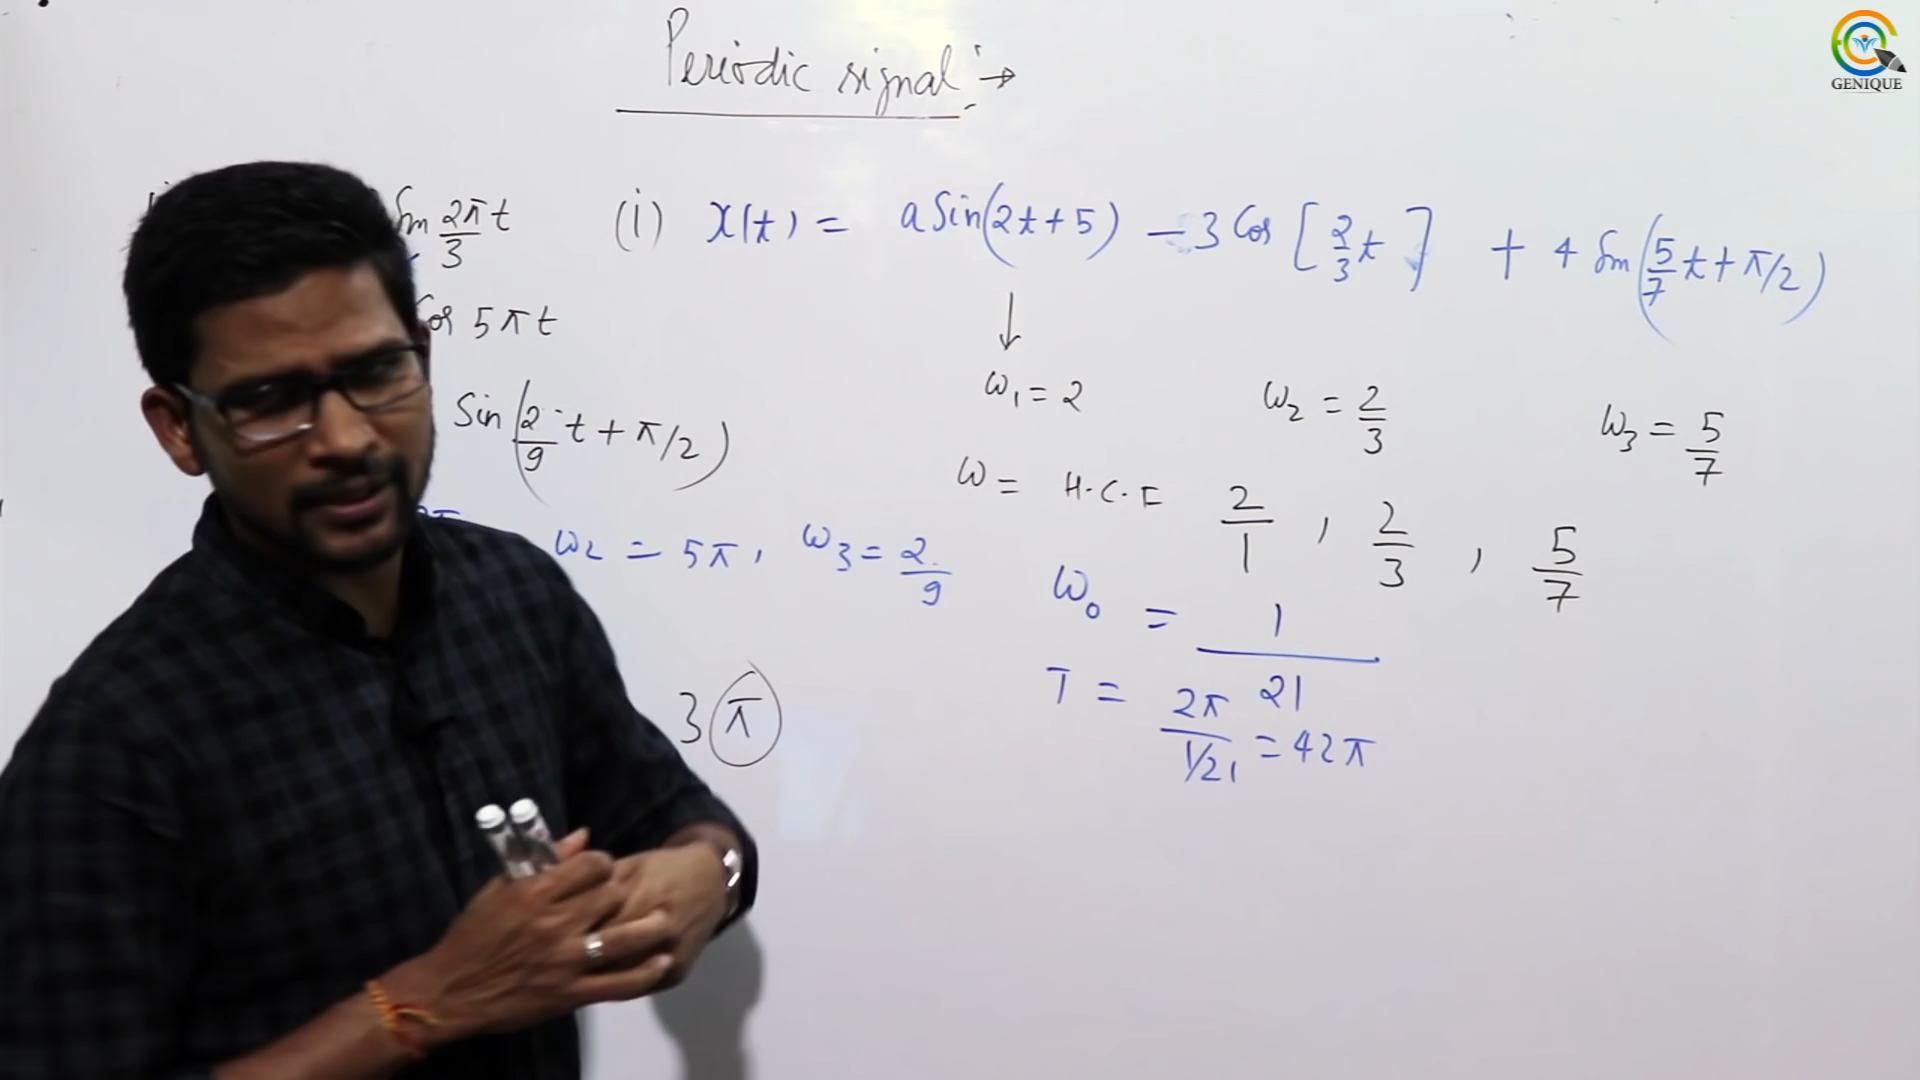 GENIQUE
Periodic signal :→
Sin 2π/3 t
Cos 5πt
Sin(2/9 t + π/2)
ω2 = 5π, ω3 = 2/9
3π
(i) x(t) = a Sin(2t+5) - 3 Cos [2/3 t] + 4 Sin(5/7 t + π/2)
↓
ω1 = 2 ω2 = 2/3 ω3 = 5/7
ω = H.C.F 2/1 , 2/3 , 5/7
ω0 = 1/21
T = 2π/1/21 = 42π